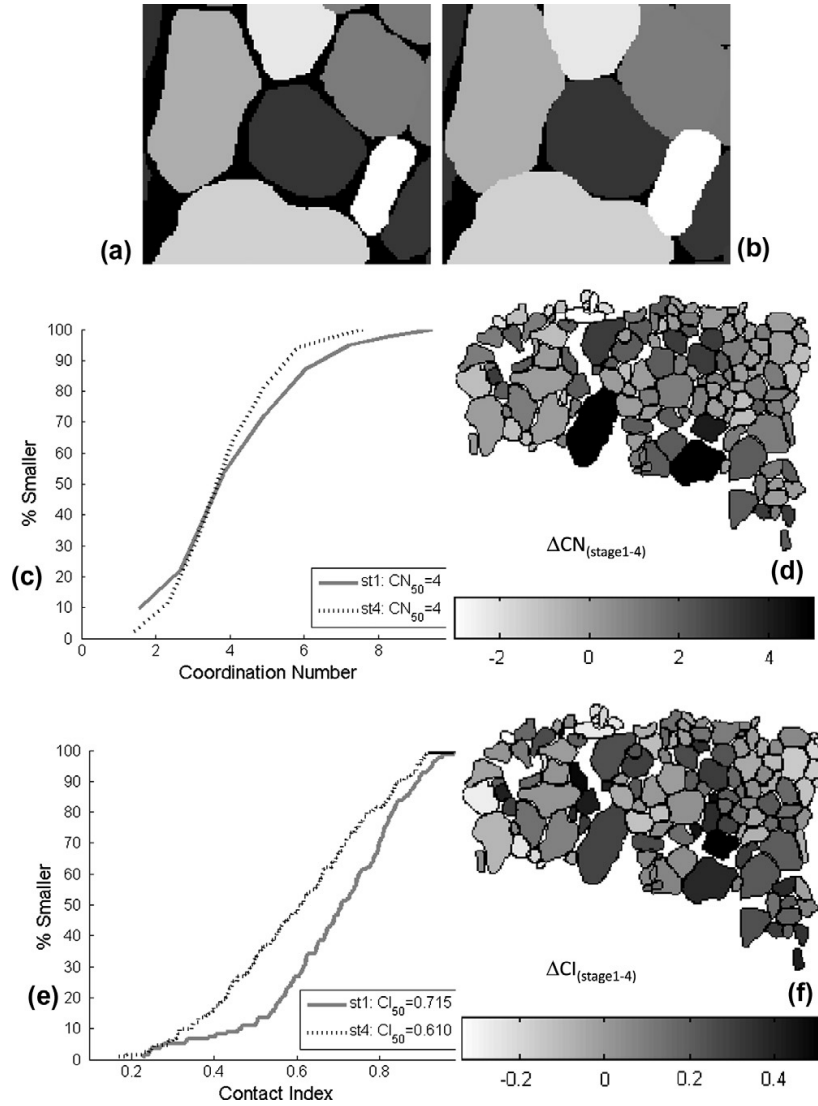 (a)
(b)
100
90
80
70
60
50
40
30
20
10
0
% Smaller
0
2
4
6
8
Coordination Number
st1: CN50=4
st4: CN50=4
(c)
ΔCN(stage1-4)
(d)
-2
0
2
4
100
90
80
70
60
50
40
30
20
10
0
% Smaller
0.2
0.4
0.6
0.8
Contact Index
st1: CI50=0.715
st4: CI50=0.610
(e)
ΔCI(stage1-4)
(f)
-0.2
0
0.2
0.4